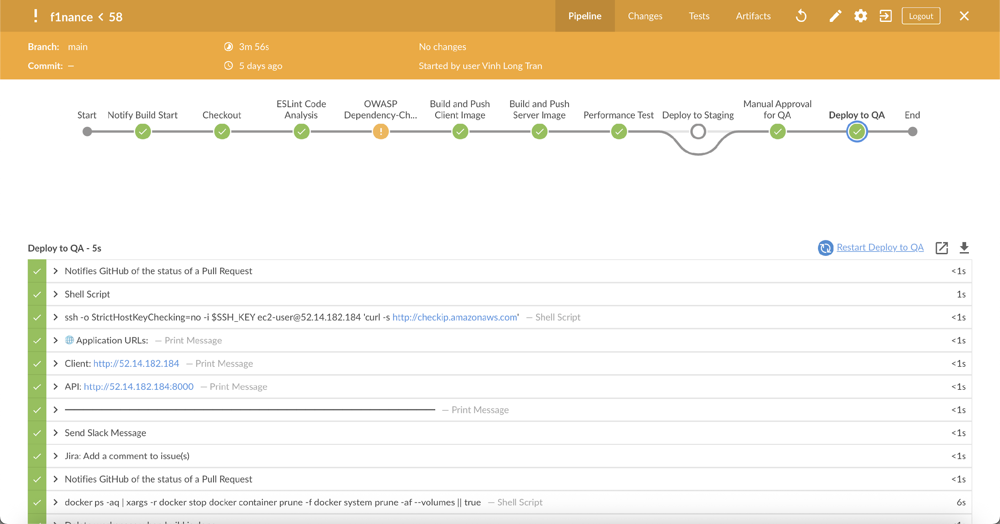 ! f1nance < 58
Pipeline
Changes
Tests
Artifacts
Logout
Branch: main
3m 56s
No changes
Commit: —
5 days ago
Started by user Vinh Long Tran
Start
Notify Build Start
Checkout
ESLint Code
Analysis
OWASP
Dependency-Ch...
Build and Push
Client Image
Build and Push
Server Image
Performance Test
Deploy to Staging
Manual Approval
for QA
Deploy to QA
End
Deploy to QA - 5s
Restart Deploy to QA
Notifies GitHub of the status of a Pull Request <1s
Shell Script 1s
ssh -o StrictHostKeyChecking=no -i $SSH_KEY ec2-user@52.14.182.184 'curl -s http://checkip.amazonaws.com' — Shell Script <1s
🌐 Application URLs: — Print Message <1s
Client: http://52.14.182.184 — Print Message <1s
API: http://52.14.182.184:8000 — Print Message <1s
— Print Message <1s
Send Slack Message <1s
Jira: Add a comment to issue(s) <1s
Notifies GitHub of the status of a Pull Request <1s
docker ps -aq | xargs -r docker stop docker container prune -f docker system prune -af --volumes || true — Shell Script 6s